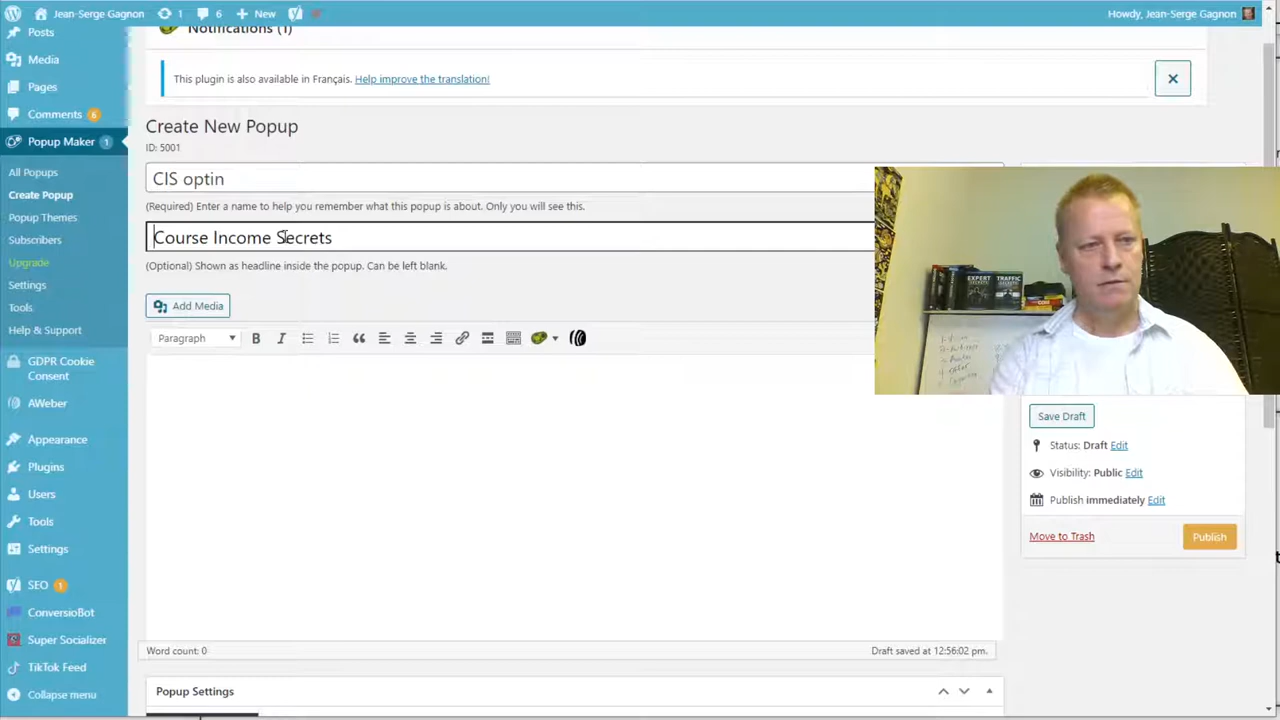 Jean-Serge Gagnon 1 6 New Howdy, Jean-Serge Gagnon
Posts
Media
Pages
Comments 6
Popup Maker 1
All Popups
Create Popup
Popup Themes
Subscribers
Upgrade
Settings
Tools
Help & Support
GDPR Cookie
Consent
AWeber
Appearance
Plugins
Users
Tools
Settings
SEO 1
ConversioBot
Super Socializer
TikTok Feed
Collapse menu
Notifications (1)
This plugin is also available in Français. Help improve the translation!
Create New Popup
ID: 5001
CIS optin
(Required) Enter a name to help you remember what this popup is about. Only you will see this.
Course Income Secrets
(Optional) Shown as headline inside the popup. Can be left blank.
Add Media
Paragraph B I
Word count: 0 Draft saved at 12:56:02 pm.
Popup Settings
EXPERT SECRETS
TRAFFIC SECRETS
Save Draft
Status: Draft Edit
Visibility: Public Edit
Publish immediately Edit
Move to Trash Publish